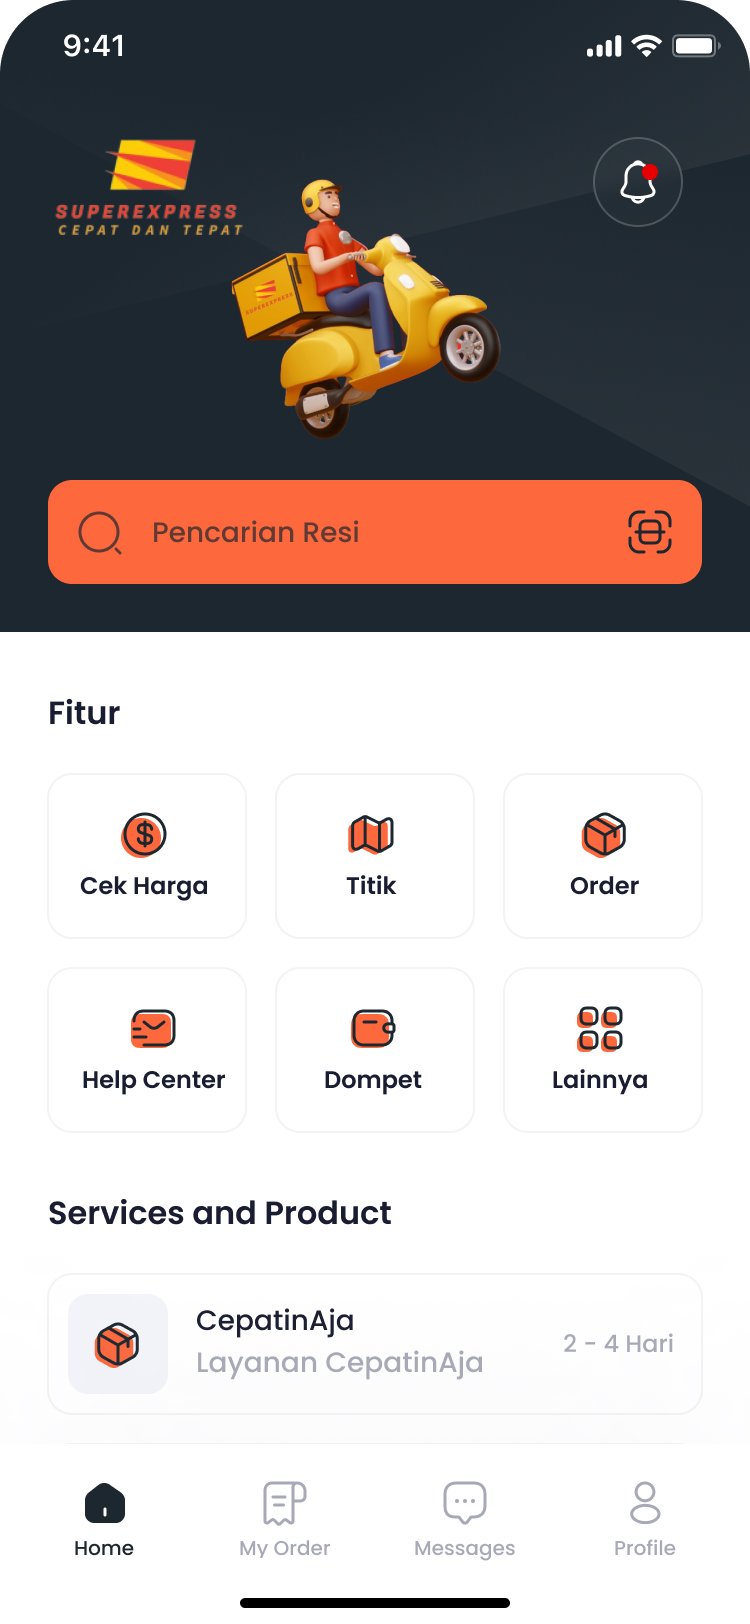 9:41
SUPEREXPRESS
CEPAT DAN TEPAT
SUPEREXPRESS
Pencarian Resi
Fitur
Cek Harga
Titik
Order
Help Center
Dompet
Lainnya
Services and Product
CepatinAja
Layanan CepatinAja
2 - 4 Hari
Home
My Order
Messages
Profile